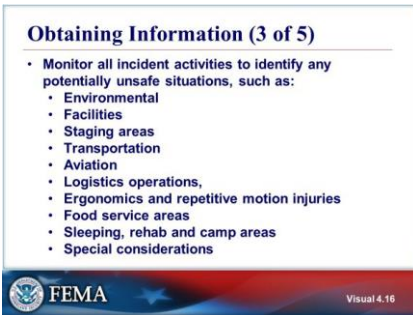 Obtaining Information (3 of 5)
• Monitor all incident activities to identify any
potentially unsafe situations, such as:
• Environmental
• Facilities
• Staging areas
• Transportation
• Aviation
• Logistics operations,
• Ergonomics and repetitive motion injuries
• Food service areas
• Sleeping, rehab and camp areas
• Special considerations
FEMA
Visual 4.16